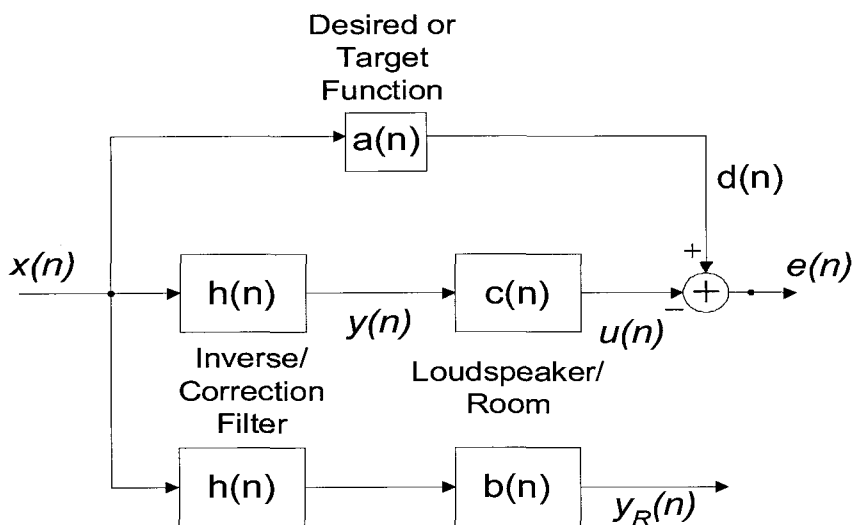 Desired or
Target
Function
a(n)
d(n)
+
x(n)
h(n)
y(n)
c(n)
u(n)
−
+
e(n)
Inverse/
Correction
Filter
Loudspeaker/
Room
h(n)
b(n)
y_R(n)